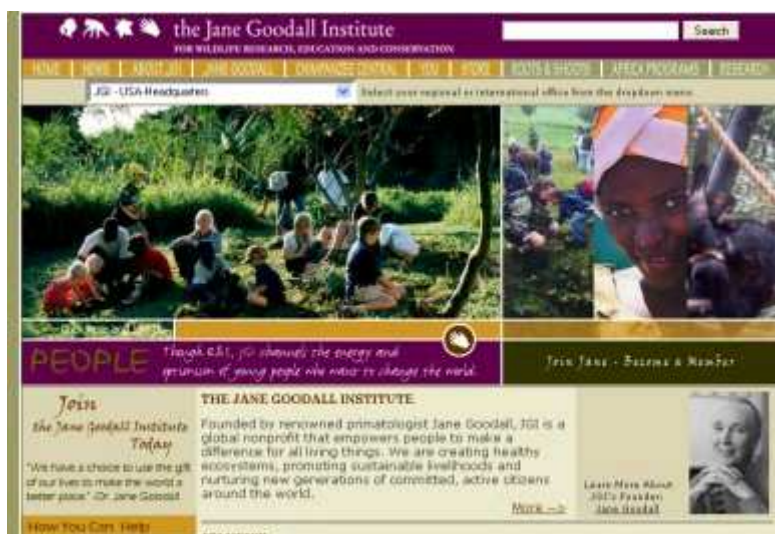 the Jane Goodall Institute
FOR WILDLIFE RESEARCH, EDUCATION AND CONSERVATION
Search
HOME | NEWS | ABOUT JGI | JANE GOODALL | CHIMPANZEE CENTRAL | YOU | STORE | ROOTS & SHOOTS | AFRICA PROGRAMS | RESEARCH
JGI - USA-Headquarters
Select your regional or international office from the dropdown menu
PEOPLE
Though R&S, JGI channels the energy and
optimism of young people who want to change the world.
Join Jane - Become a Member
Join
the Jane Goodall Institute
Today
"We have a choice to use the gift
of our lives to make the world a
better place." -Dr. Jane Goodall
How You Can Help
THE JANE GOODALL INSTITUTE
Founded by renowned primatologist Jane Goodall, JGI is a
global nonprofit that empowers people to make a
difference for all living things. We are creating healthy
ecosystems, promoting sustainable livelihoods and
nurturing new generations of committed, active citizens
around the world.
More -->
Learn More About
JGI's Founder,
Jane Goodall